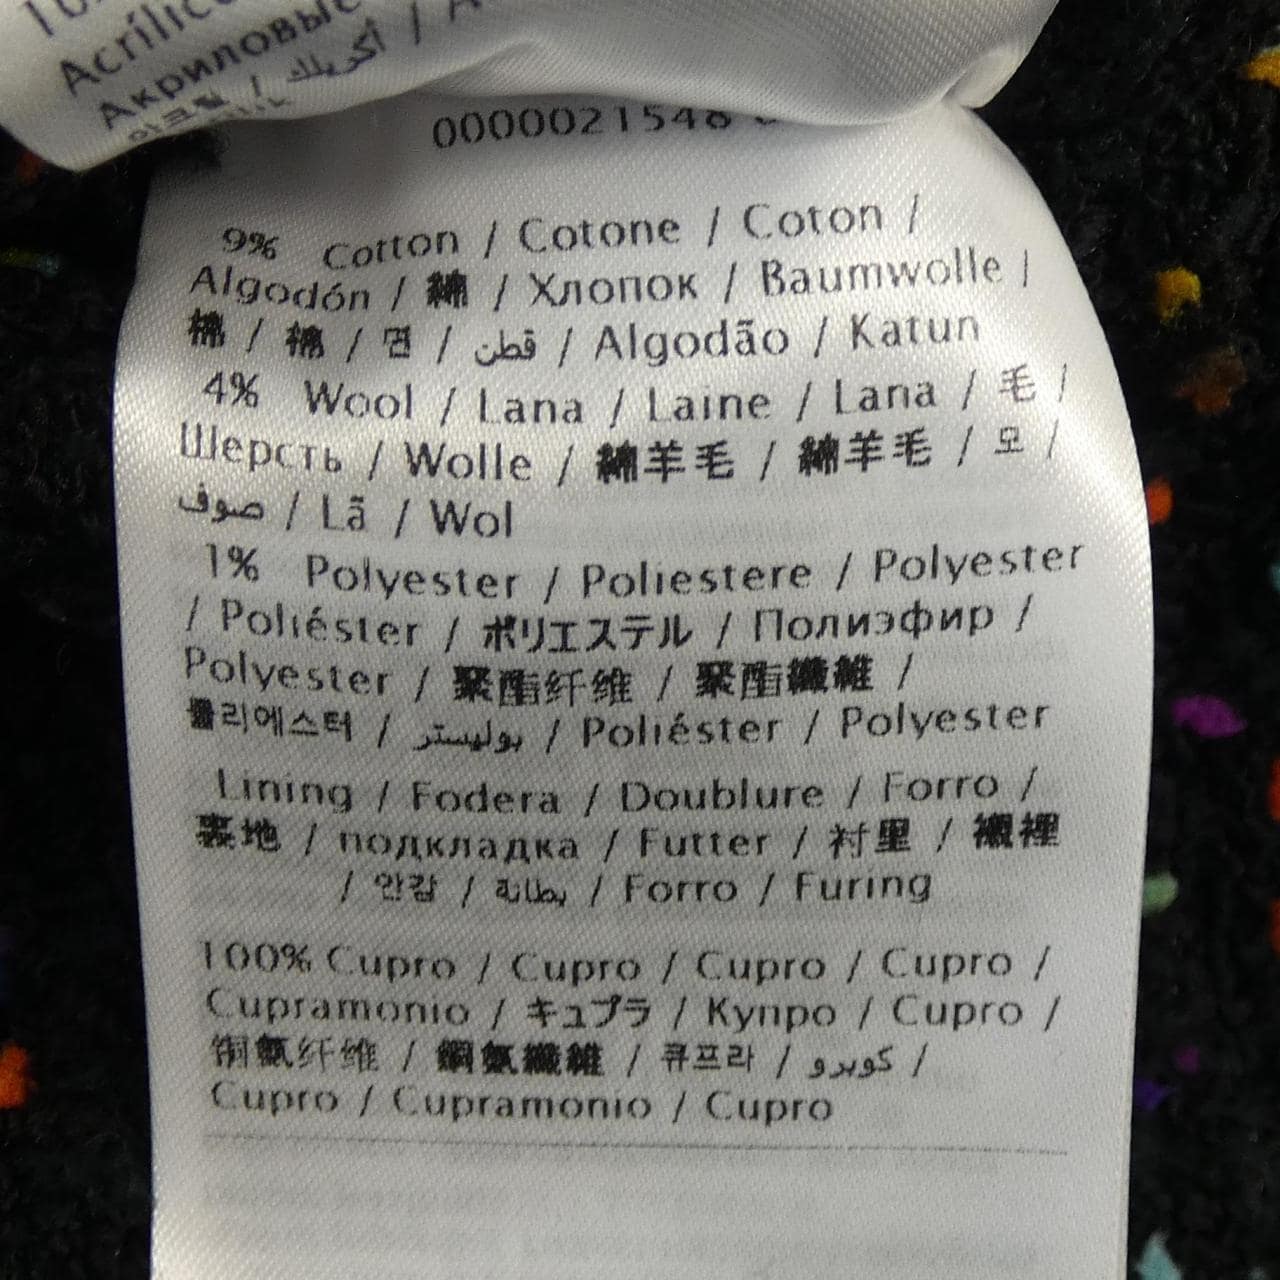 Acrílico
Акриловые
/ أكريلك /
000002154
9% Cotton / Cotone / Coton /
Algodón / 綿 / Хлопок / Baumwolle /
棉 / 棉 / 면 / قطن / Algodão / Katun
4% Wool / Lana / Laine / Lana / 毛 /
Шерсть / Wolle / 綿羊毛 / 綿羊毛 / 모 /
صوف / Lã / Wol
1% Polyester / Poliestere / Polyester
/ Poliéster / ポリエステル / Полиэфир /
Polyester / 聚酯纤维 / 聚酯纖維 /
폴리에스터 / بوليستر / Poliéster / Polyester
Lining / Fodera / Doublure / Forro /
裏地 / подкладка / Futter / 衬里 / 襯裡
/ 안감 / بطانة / Forro / Furing
100% Cupro / Cupro / Cupro / Cupro /
Cupramonio / キュプラ / Купро / Cupro /
铜氨纤维 / 銅氨纖維 / 큐프라 / كوبرو /
Cupro / Cupramonio / Cupro